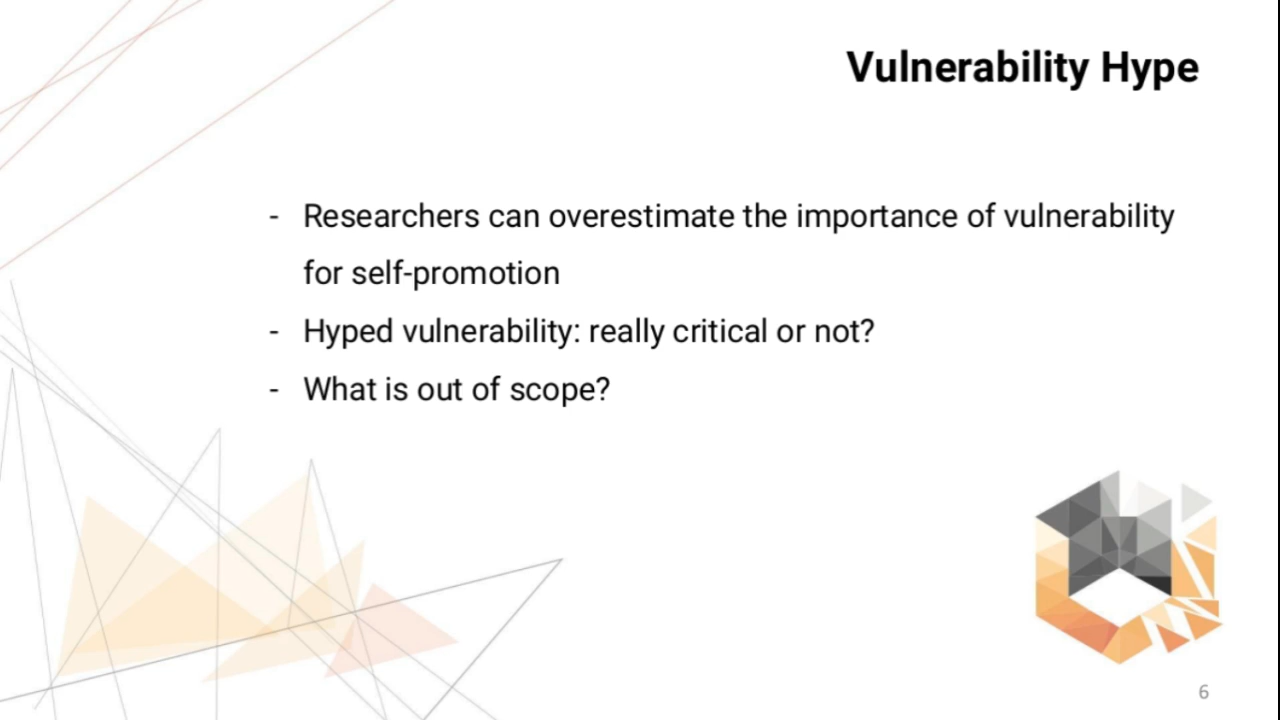 Vulnerability Hype
- Researchers can overestimate the importance of vulnerability
for self-promotion
- Hyped vulnerability: really critical or not?
- What is out of scope?
6